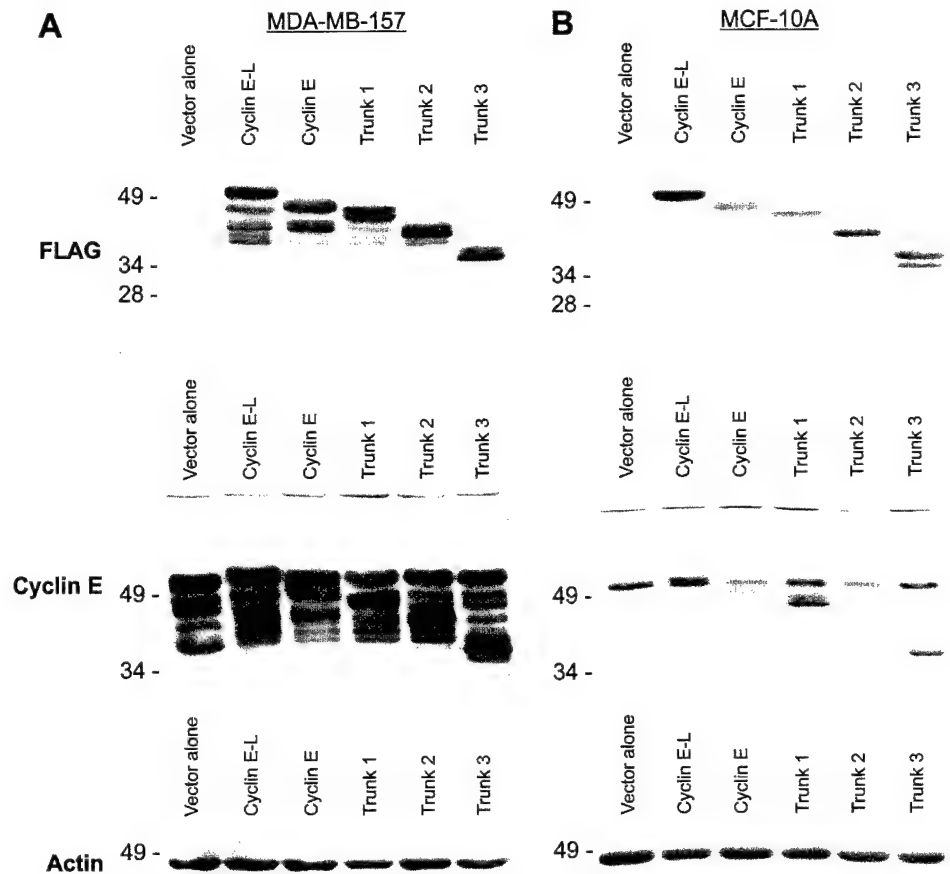 A MDA-MB-157
Vector alone Cyclin E-L Cyclin E Trunk 1 Trunk 2 Trunk 3
49 -
FLAG
34 -
28 -
Vector alone Cyclin E-L Cyclin E Trunk 1 Trunk 2 Trunk 3
Cyclin E
49 -
34 -
Vector alone Cyclin E-L Cyclin E Trunk 1 Trunk 2 Trunk 3
49 -
Actin
B MCF-10A
Vector alone Cyclin E-L Cyclin E Trunk 1 Trunk 2 Trunk 3
49 -
34 -
28 -
Vector alone Cyclin E-L Cyclin E Trunk 1 Trunk 2 Trunk 3
49 -
34 -
Vector alone Cyclin E-L Cyclin E Trunk 1 Trunk 2 Trunk 3
49 -